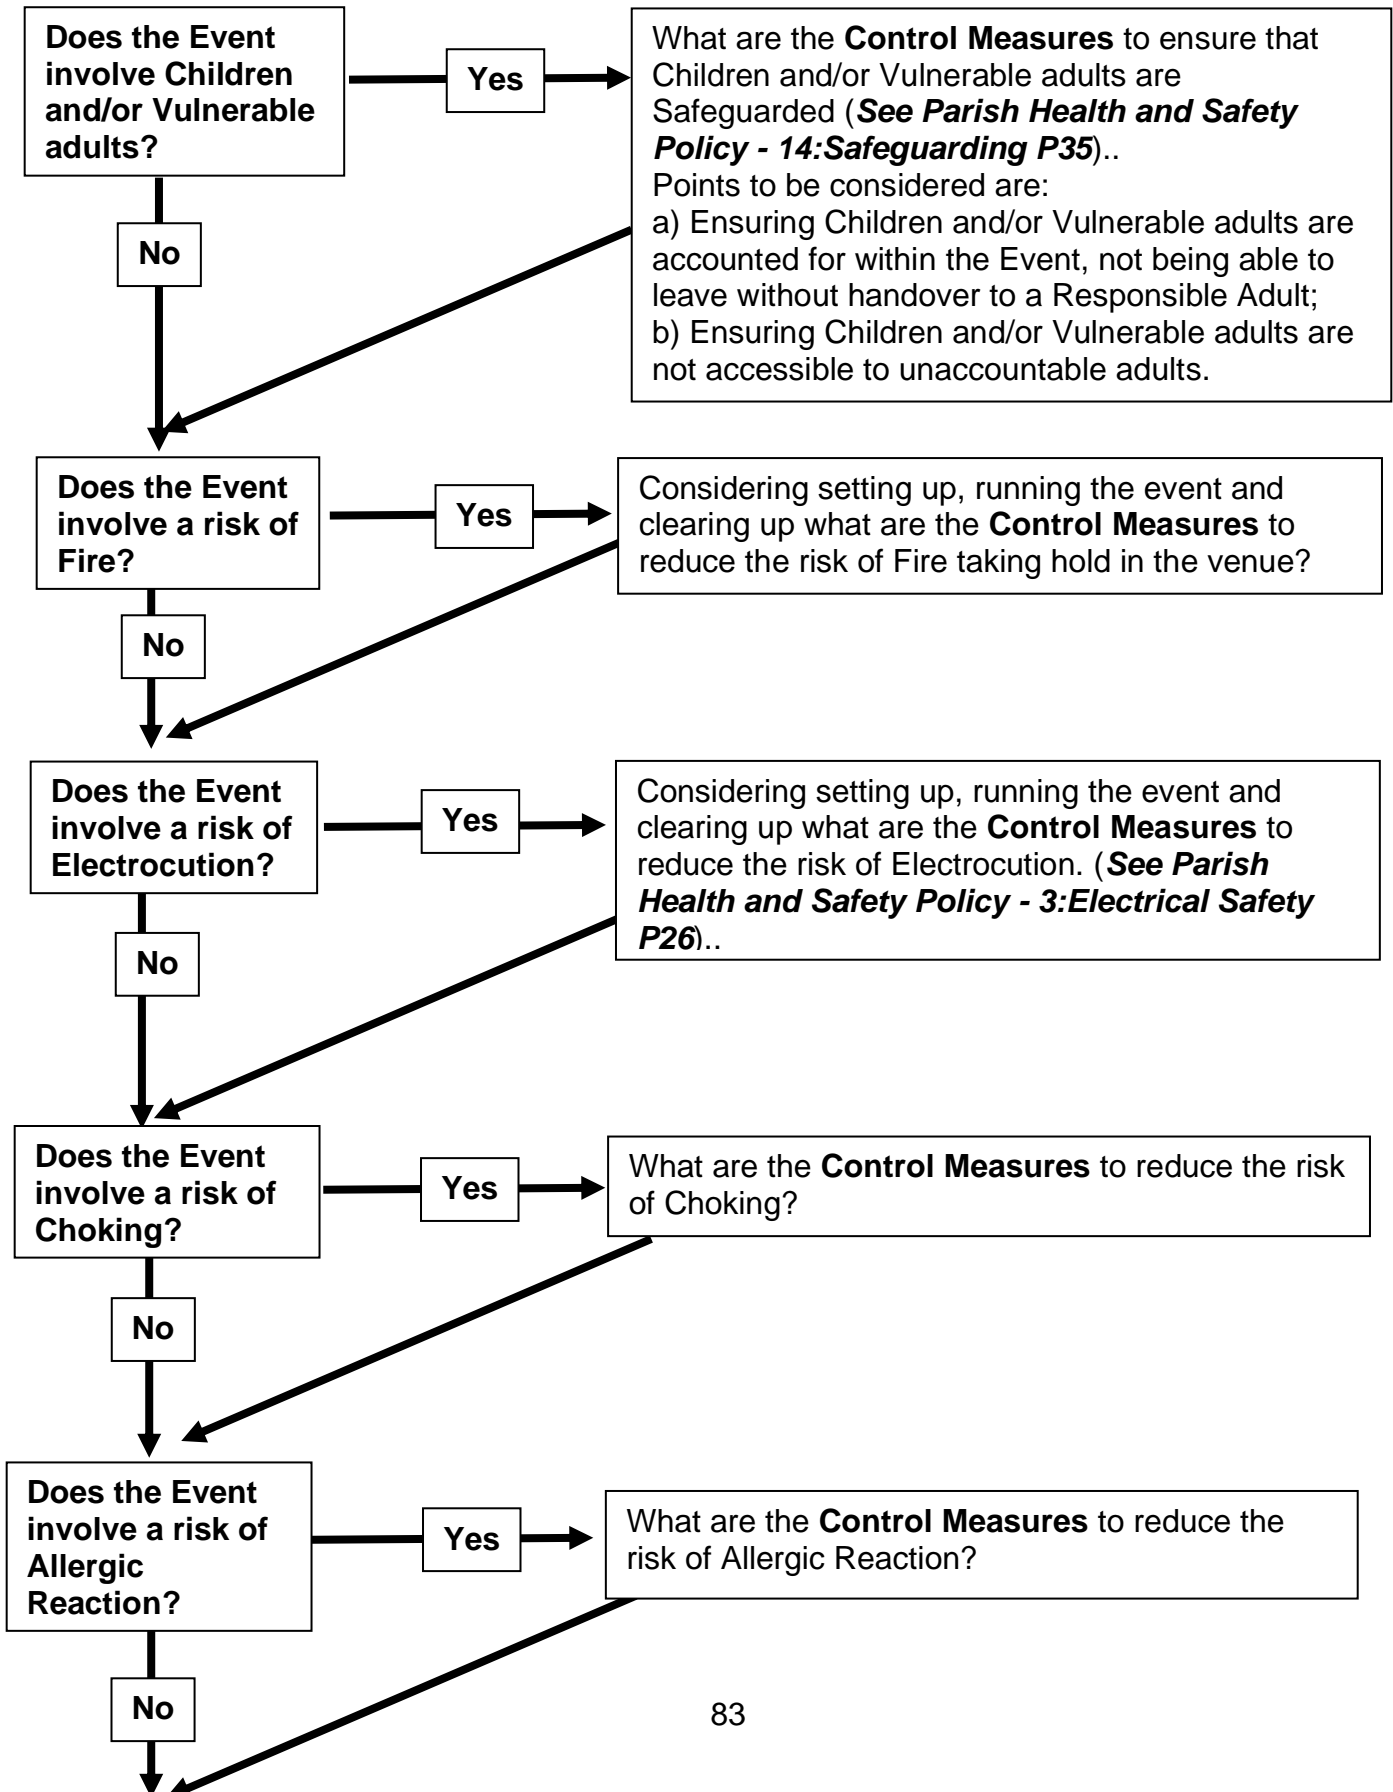 Does the Event
involve Children
and/or Vulnerable
adults?
Yes
What are the Control Measures to ensure that
Children and/or Vulnerable adults are
Safeguarded (See Parish Health and Safety
Policy - 14:Safeguarding P35)..
Points to be considered are:
a) Ensuring Children and/or Vulnerable adults are
accounted for within the Event, not being able to
leave without handover to a Responsible Adult;
b) Ensuring Children and/or Vulnerable adults are
not accessible to unaccountable adults.
No
Does the Event
involve a risk of
Fire?
Yes
Considering setting up, running the event and
clearing up what are the Control Measures to
reduce the risk of Fire taking hold in the venue?
No
Does the Event
involve a risk of
Electrocution?
Yes
Considering setting up, running the event and
clearing up what are the Control Measures to
reduce the risk of Electrocution. (See Parish
Health and Safety Policy - 3:Electrical Safety
P26)..
No
Does the Event
involve a risk of
Choking?
Yes
What are the Control Measures to reduce the risk
of Choking?
No
Does the Event
involve a risk of
Allergic
Reaction?
Yes
What are the Control Measures to reduce the
risk of Allergic Reaction?
No
83